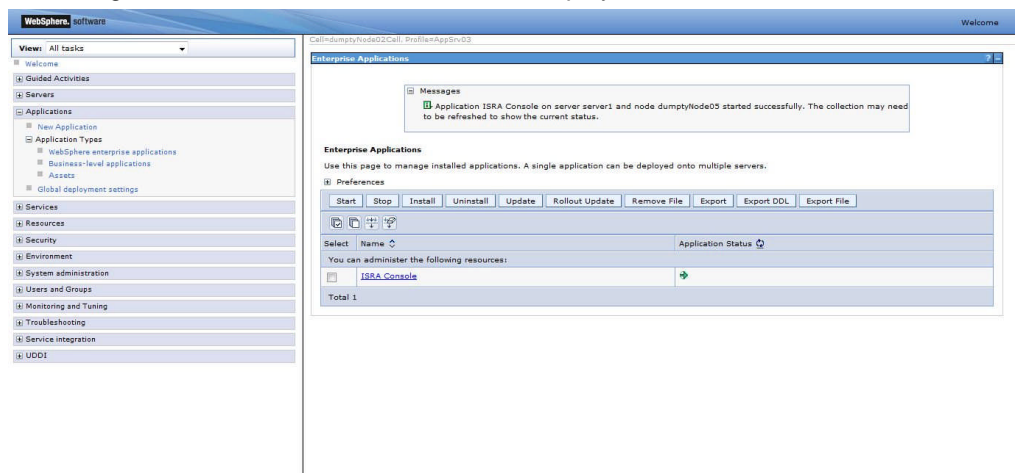 WebSphere. software
Welcome
View: All tasks
Welcome
Guided Activities
Servers
Applications
New Application
Application Types
WebSphere enterprise applications
Business-level applications
Assets
Global deployment settings
Services
Resources
Security
Environment
System administration
Users and Groups
Monitoring and Tuning
Troubleshooting
Service integration
UDDI
Cell=dumptyNode02Cell, Profile=AppSrv03
Enterprise Applications ? -
Messages
Application ISRA Console on server server1 and node dumptyNode05 started successfully. The collection may need
to be refreshed to show the current status.
Enterprise Applications
Use this page to manage installed applications. A single application can be deployed onto multiple servers.
Preferences
Start Stop Install Uninstall Update Rollout Update Remove File Export Export DDL Export File
Select Name Application Status
You can administer the following resources:
ISRA Console
Total 1